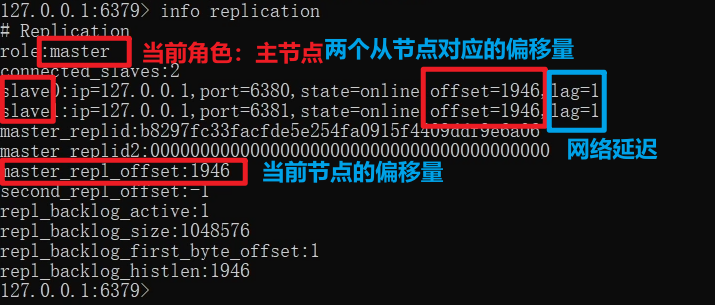 127.0.0.1:6379> info replication
# Replication
role:master 当前角色：主节点 两个从节点对应的偏移量
connected_slaves:2
slave0:ip=127.0.0.1,port=6380,state=online,offset=1946,lag=1
slave1:ip=127.0.0.1,port=6381,state=online,offset=1946,lag=1
master_replid:b8297fc33facfde5e254fa0915f4409dd19e6a06
master_replid2:0000000000000000000000000000000000000000 网络延迟
master_repl_offset:1946 当前节点的偏移量
second_repl_offset:-1
repl_backlog_active:1
repl_backlog_size:1048576
repl_backlog_first_byte_offset:1
repl_backlog_histlen:1946
127.0.0.1:6379>